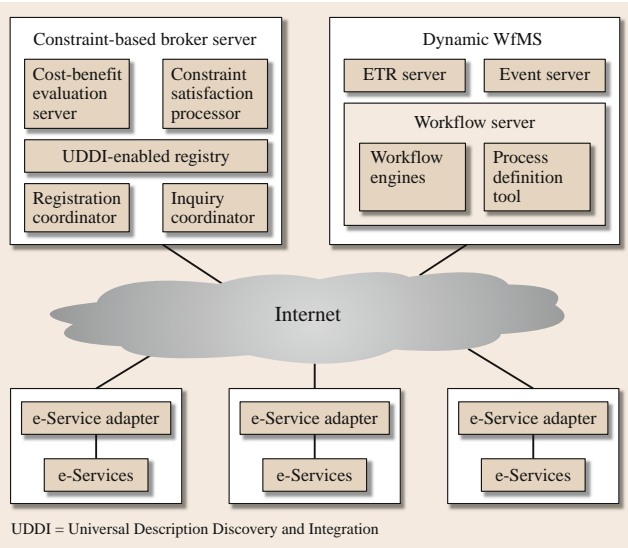 Constraint-based broker server
Cost-benefit
evaluation
server
Constraint
satisfaction
processor
UDDI-enabled registry
Registration
coordinator
Inquiry
coordinator
Dynamic WfMS
ETR server
Event server
Workflow server
Workflow
engines
Process
definition
tool
Internet
e-Service adapter
e-Services
e-Service adapter
e-Services
e-Service adapter
e-Services
UDDI = Universal Description Discovery and Integration